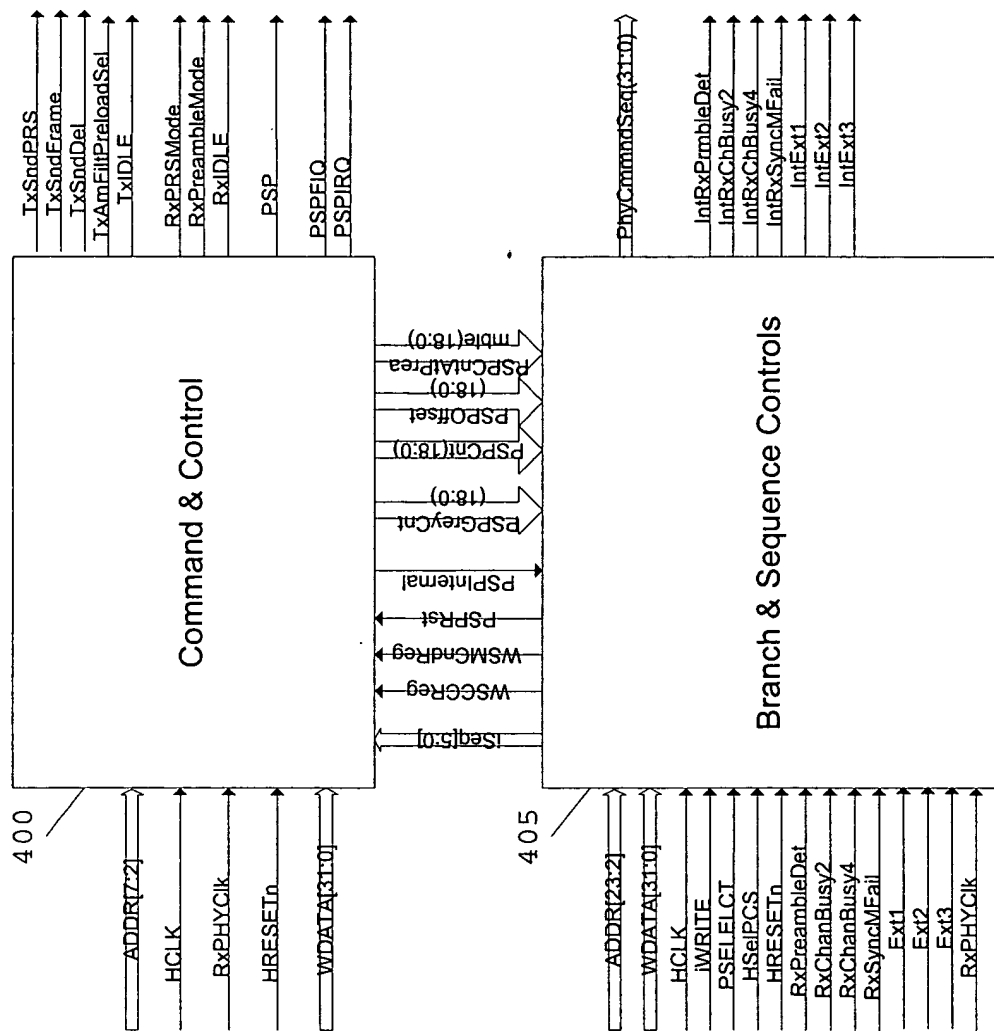 400
ADDR[7:2]
HCLK
RxPHYClk
HRESETn
WDATA[31:0]
Command & Control
TxSndPRS
TxSndFrame
TxSndDel
TxAmFiltPreloadSel
TxIDLE
RxPRSMode
RxPreambleMode
RxIDLE
PSP
PSPFIQ
PSPIRQ
iSeq[5:0]
WSCCReg
WSMCndReg
PSPRst
PSPInternal
PSPGreyCnt
(18:0)
PSPCnt(18:0)
PSPOffset
(18:0)
PSPCntAtPrea
mble(18:0)
405
ADDR[23:2]
WDATA[31:0]
HCLK
iWRITE
PSELELCT
HSelPCS
HRESETn
RxPreambleDet
RxChanBusy2
RxChanBusy4
RxSyncMFail
Ext1
Ext2
Ext3
RxPHYClk
Branch & Sequence Controls
PhyCmmndSeq(31:0)
IntRxPrmbleDet
IntRxChBusy2
IntRxChBusy4
IntRxSyncMFail
IntExt1
IntExt2
IntExt3